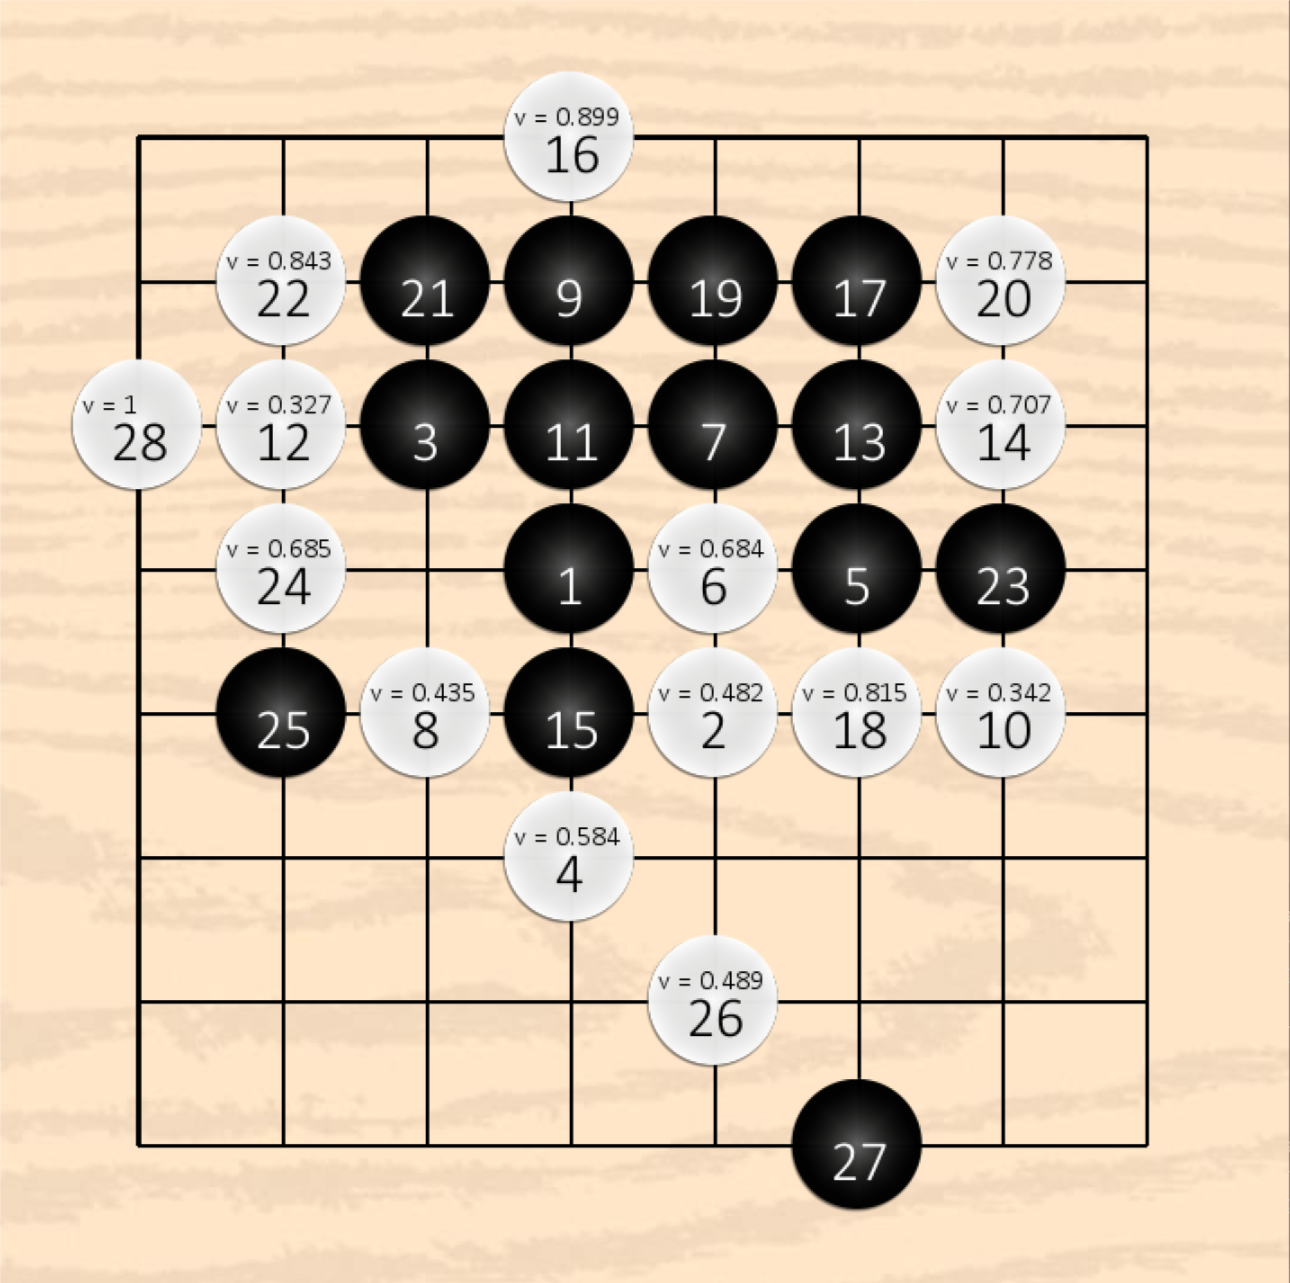 v = 0.899
16
v = 0.843
22
21
9
19
17
v = 0.778
20
v = 1
28
v = 0.327
12
3
11
7
13
v = 0.707
14
v = 0.685
24
1
v = 0.684
6
5
23
25
v = 0.435
8
15
v = 0.482
2
v = 0.815
18
v = 0.342
10
v = 0.584
4
v = 0.489
26
27